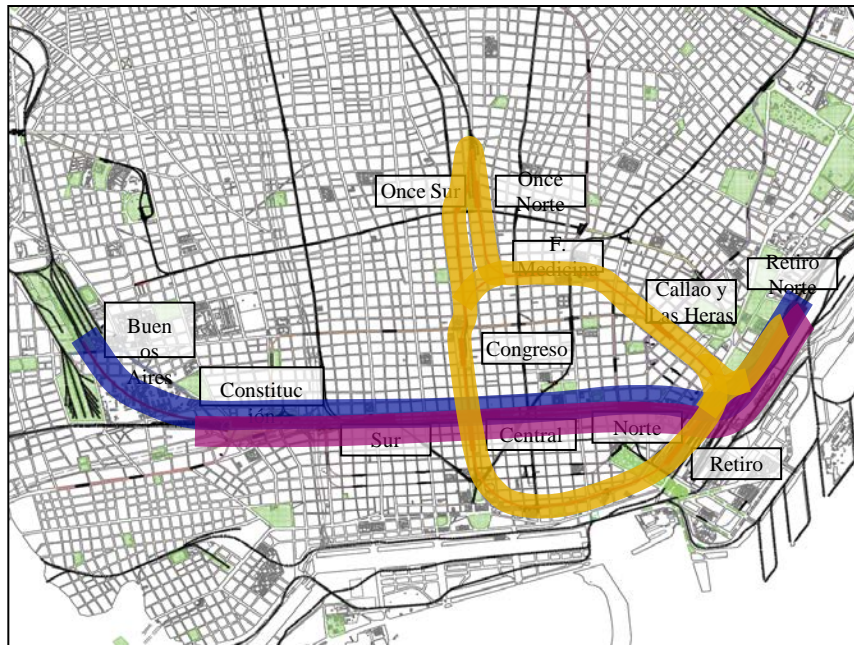 Once Sur
Once
Norte
F.
Medicina
Retiro
Norte
Callao y
Las Heras
Buen
os
Aires
Congreso
Constituc
ión
Sur
Central
Norte
Retiro